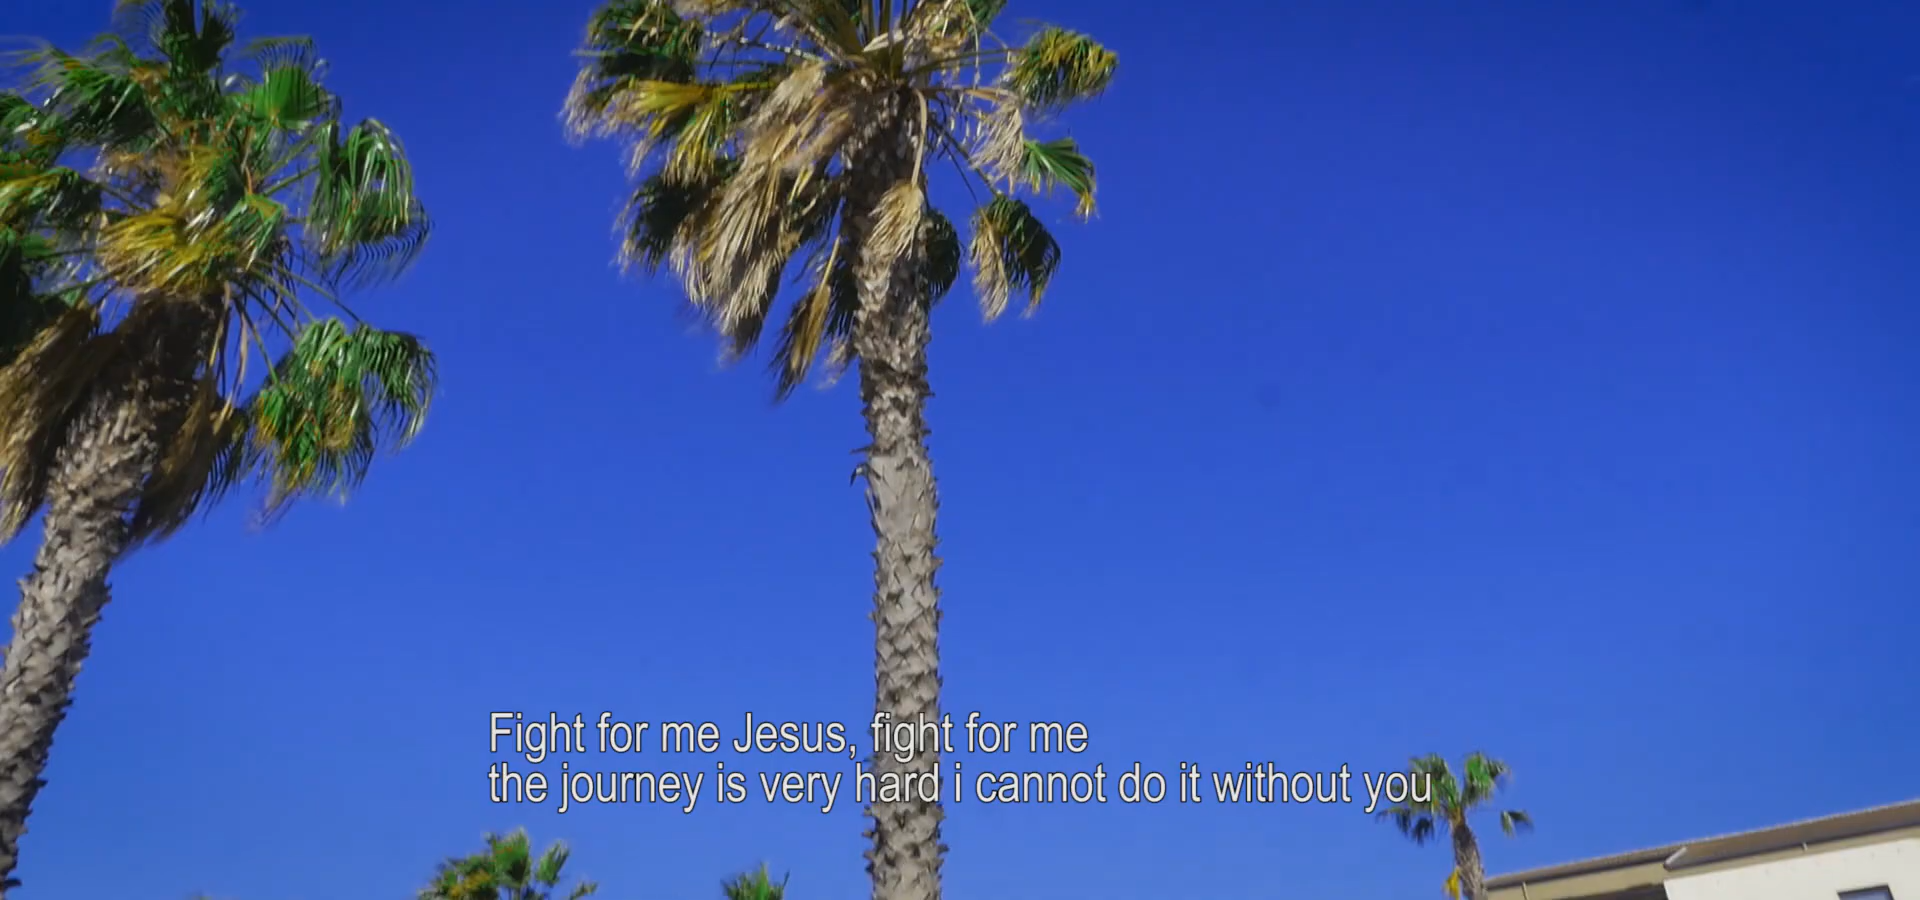 Fight for me Jesus, fight for me
the journey is very hard i cannot do it without you